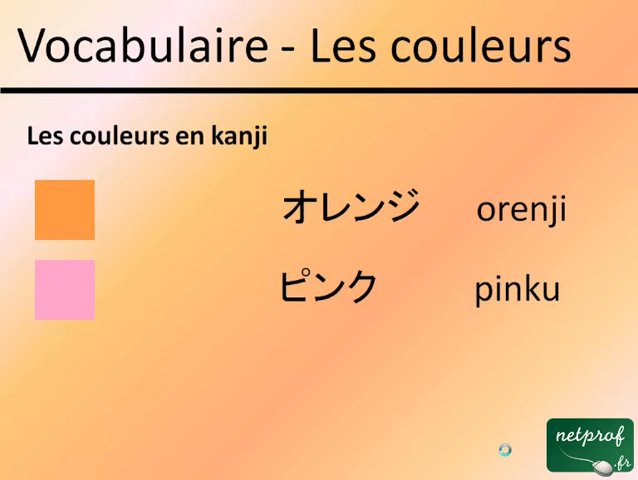 Vocabulaire - Les couleurs
Les couleurs en kanji
オレンジ orenji
ピンク pinku
netprof
.fr